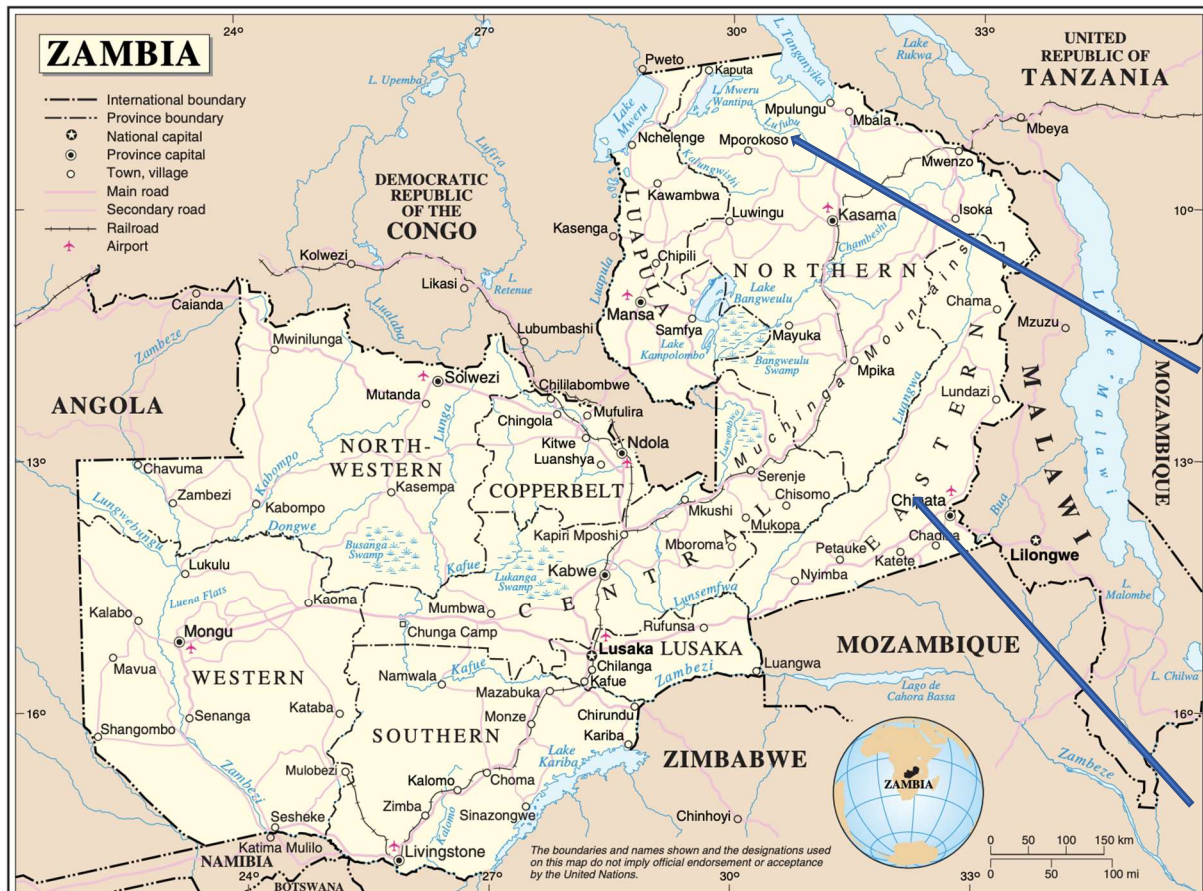 24°
27°
30°
33°
ZAMBIA
International boundary
Province boundary
National capital
Province capital
Town, village
Main road
Secondary road
Railroad
Airport
UNITED
REPUBLIC OF
TANZANIA
L. Tanganyika
Lake
Rukwa
Pweto
Kaputa
L. Upemba
L. Mweru
Wantipa
Lake
Mweru
Mpulungu
Mbala
Lufubu
Mbeya
Lufira
Nchelenge
Mporokoso
Mwenzo
Kalungwishi
DEMOCRATIC
REPUBLIC
OF THE
CONGO
Kawambwa
LUAPULA
Luwingu
Kasama
Isoka
10°
10°
Kasenga
Chambeshi
Kolwezi
Chipili
NORTHERN
Likasi
L.
Retenue
Luapula
Lake
Bangweulu
Caianda
Mansa
Chama
Lualaba
Samfya
Mzuzu
Lake Malawi
Zambeze
Lubumbashi
Lake
Kampolombo
Mayuka
Mwinilunga
Bangweulu
Swamp
Muchinga Mountains
Mpika
MALAWI
MOZAMBIQUE
Solwezi
Chililabombwe
Luangwa
Lundazi
Mutanda
Lunga
ANGOLA
Chingola
Mufulira
EASTERN
Kitwe
Ndola
NORTH-
WESTERN
Luanshya
13°
13°
Chavuma
Serenje
Kabompo
Kasempa
COPPERBELT
Chisomo
Zambezi
Mkushi
Chipata
Lungwebungu
Kabompo
Mukopa
Bua
Dongwe
Kapiri Mposhi
Mboroma
Chadiza
Lilongwe
Busanga
Swamp
Petauke
Katete
Lukulu
Kafue
Lukanga
Swamp
Kabwe
CENTRAL
Nyimba
L.
Malombe
Luena Flats
Kaoma
Mumbwa
Lunsemfwa
Kalabo
Chunga Camp
Rufunsa
Mongu
Lusaka
LUSAKA
MOZAMBIQUE
Mavua
Chilanga
L. Chilwa
WESTERN
Kafue
Kafue
Zambezi
Luangwa
Namwala
Mazabuka
Lago de
Cahora Bassa
Senanga
Kataba
Chirundu
16°
16°
Shangombo
Monze
SOUTHERN
Kariba
Lake
Kariba
ZIMBABWE
Zambeze
Mulobezi
Choma
Zambezi
Kalomo
ZAMBIA
Zimba
Sinazongwe
Kalomo
Chinhoyi
Sesheke
Katima Mulilo
Livingstone
The boundaries and names shown and the designations used
on this map do not imply official endorsement or acceptance
by the United Nations.
0 50 100 150 km
0 50 100 mi
NAMIBIA
BOTSWANA
24°
27°
30°
33°